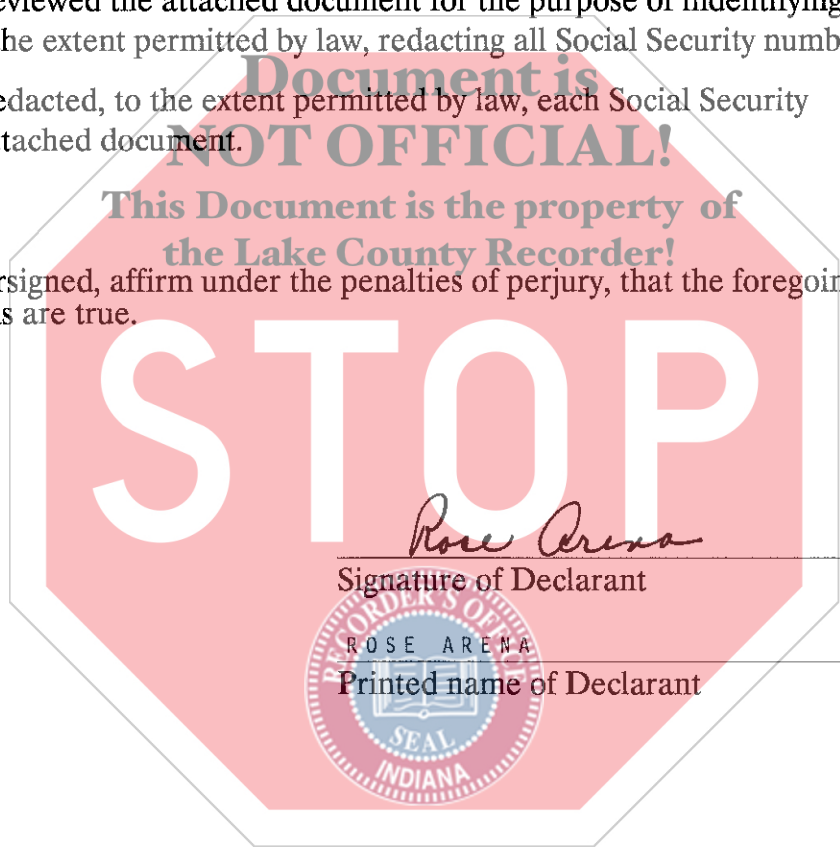 eviewed the attached document for the purpose of indentifying
he extent permitted by law, redacting all Social Security numb
Document is
edacted, to the extent permitted by law, each Social Security
NOT OFFICIAL!
ttached document.
This Document is the property of
the Lake County Recorder!
rsigned, affirm under the penalties of perjury, that the foregoin
s are true.
STOP
Rose Arena
Signature of Declarant
RECORDER'S OFFICE
ROSE ARENA
Printed name of Declarant
SEAL
INDIANA